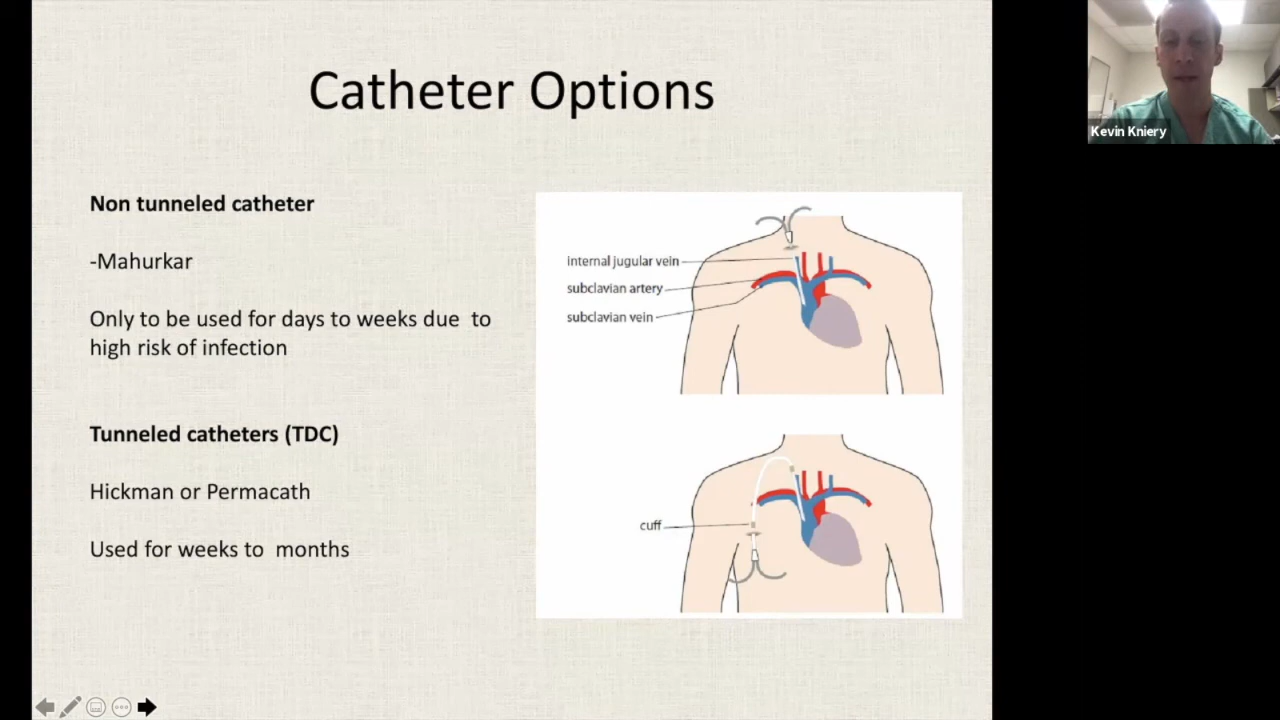 Catheter Options
Non tunneled catheter
-Mahurkar
Only to be used for days to weeks due  to
high risk of infection
Tunneled catheters (TDC)
Hickman or Permacath
Used for weeks to  months
internal jugular vein
subclavian artery
subclavian vein
cuff
Kevin Kniery